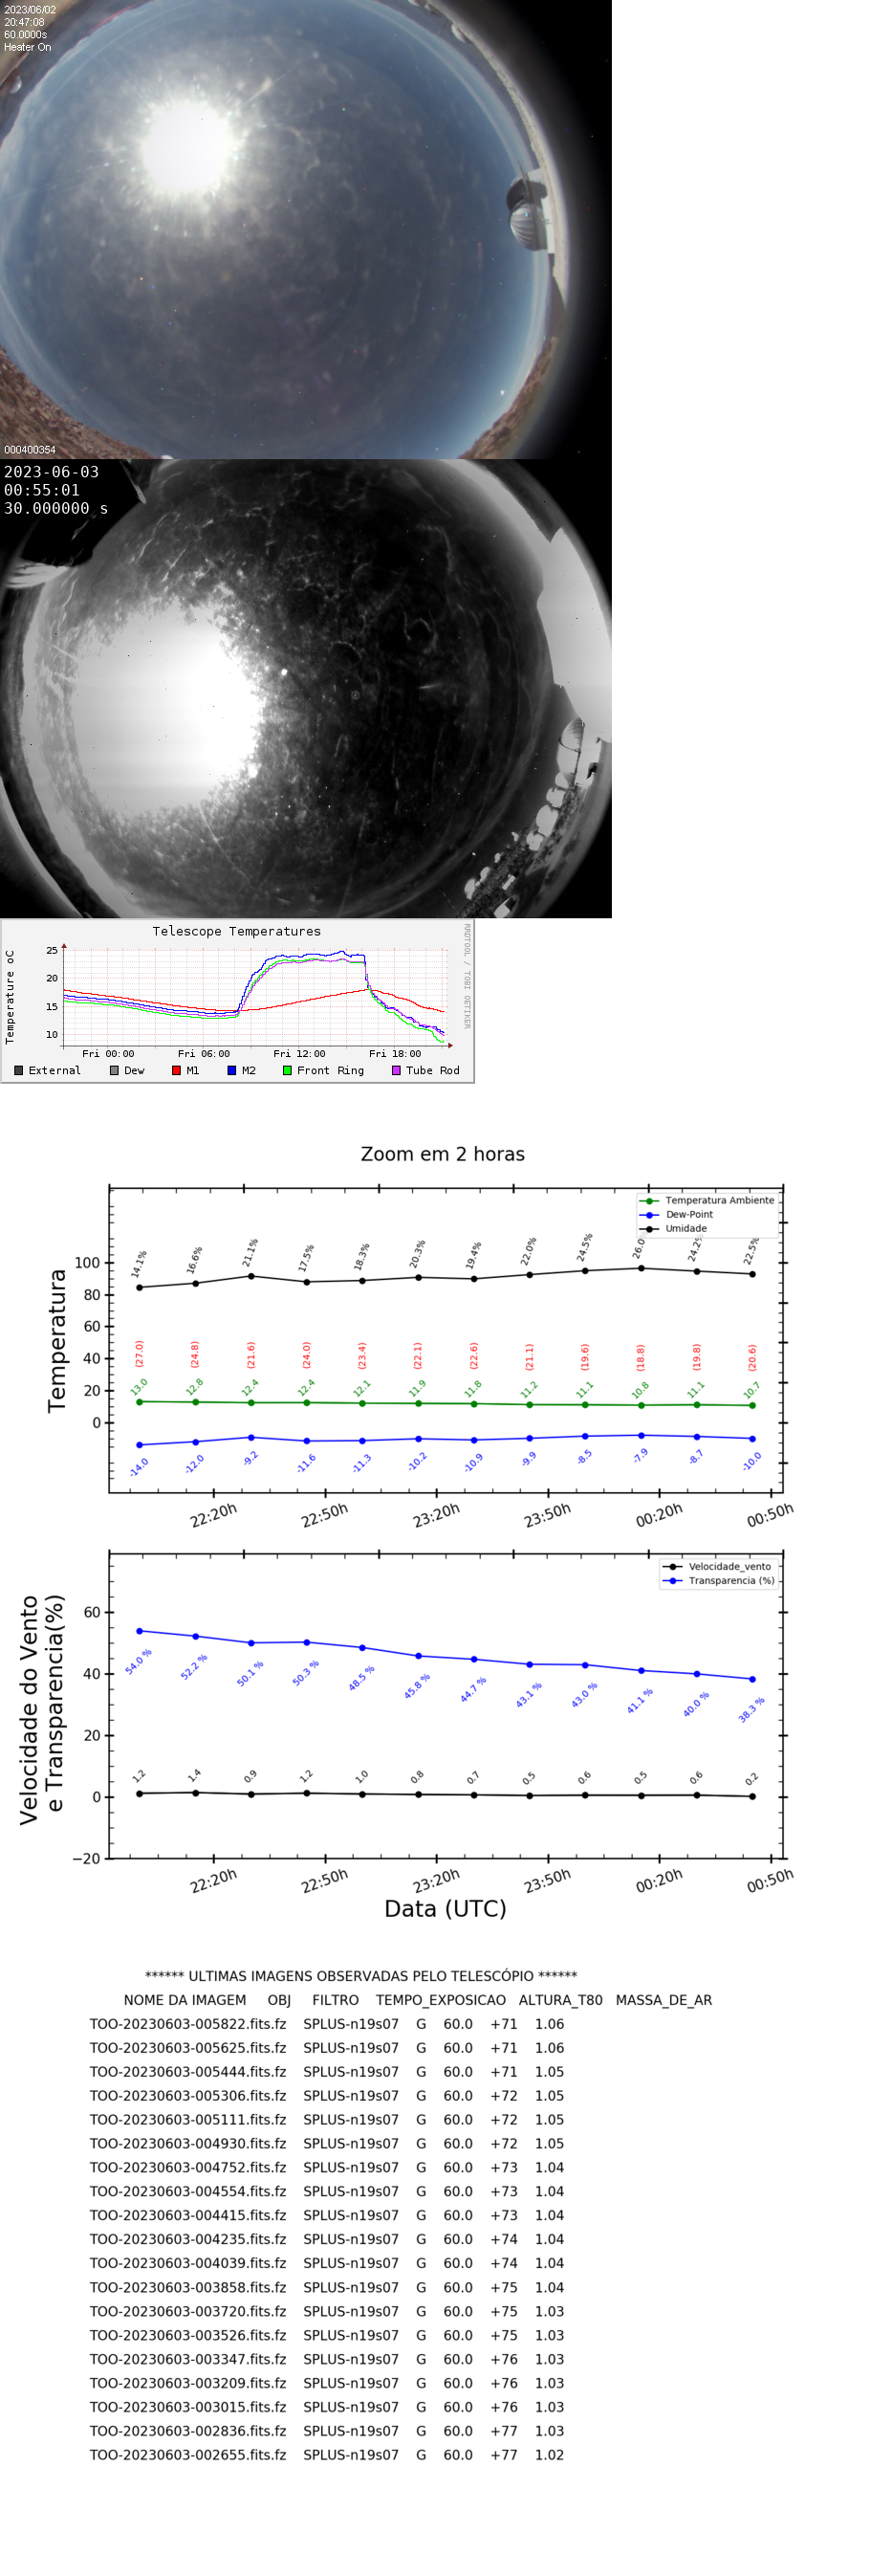 2023/06/02
20:47:08
60.0000s
Heater On
000400354
2023-06-03
00:55:01
30.000000 s
Telescope Temperatures
RRDTOOL / TOBI OETIKER
Temperature oC
25
20
15
10
Fri 00:00 Fri 06:00 Fri 12:00 Fri 18:00
External Dew M1 M2 Front Ring Tube Rod
Zoom em 2 horas
Temperatura Ambiente
Dew-Point
Umidade
Temperatura
100
80
60
40
20
0
14.1% 16.6% 21.1% 17.5% 18.3% 20.3% 19.4% 22.0% 24.5% 26.0 24.2% 22.5%
(27.0) (24.8) (21.6) (24.0) (23.4) (22.1) (22.6) (21.1) (19.6) (18.8) (19.8) (20.6)
13.0 12.8 12.4 12.4 12.1 11.9 11.8 11.2 11.1 10.8 11.1 10.7
-14.0 -12.0 -9.2 -11.6 -11.3 -10.2 -10.9 -9.9 -8.5 -7.9 -8.7 -10.0
22:20h 22:50h 23:20h 23:50h 00:20h 00:50h
Velocidade_vento
Transparencia (%)
Velocidade do Vento
e Transparencia(%)
60
40
20
0
−20
54.0 % 52.2 % 50.1 % 50.3 % 48.5 % 45.8 % 44.7 % 43.1 % 43.0 % 41.1 % 40.0 % 38.3 %
1.2 1.4 0.9 1.2 1.0 0.8 0.7 0.5 0.6 0.5 0.6 0.2
22:20h 22:50h 23:20h 23:50h 00:20h 00:50h
Data (UTC)
****** ULTIMAS IMAGENS OBSERVADAS PELO TELESCÓPIO ******
NOME DA IMAGEM OBJ FILTRO TEMPO_EXPOSICAO ALTURA_T80 MASSA_DE_AR
TOO-20230603-005822.fits.fz SPLUS-n19s07 G 60.0 +71 1.06
TOO-20230603-005625.fits.fz SPLUS-n19s07 G 60.0 +71 1.06
TOO-20230603-005444.fits.fz SPLUS-n19s07 G 60.0 +71 1.05
TOO-20230603-005306.fits.fz SPLUS-n19s07 G 60.0 +72 1.05
TOO-20230603-005111.fits.fz SPLUS-n19s07 G 60.0 +72 1.05
TOO-20230603-004930.fits.fz SPLUS-n19s07 G 60.0 +72 1.05
TOO-20230603-004752.fits.fz SPLUS-n19s07 G 60.0 +73 1.04
TOO-20230603-004554.fits.fz SPLUS-n19s07 G 60.0 +73 1.04
TOO-20230603-004415.fits.fz SPLUS-n19s07 G 60.0 +73 1.04
TOO-20230603-004235.fits.fz SPLUS-n19s07 G 60.0 +74 1.04
TOO-20230603-004039.fits.fz SPLUS-n19s07 G 60.0 +74 1.04
TOO-20230603-003858.fits.fz SPLUS-n19s07 G 60.0 +75 1.04
TOO-20230603-003720.fits.fz SPLUS-n19s07 G 60.0 +75 1.03
TOO-20230603-003526.fits.fz SPLUS-n19s07 G 60.0 +75 1.03
TOO-20230603-003347.fits.fz SPLUS-n19s07 G 60.0 +76 1.03
TOO-20230603-003209.fits.fz SPLUS-n19s07 G 60.0 +76 1.03
TOO-20230603-003015.fits.fz SPLUS-n19s07 G 60.0 +76 1.03
TOO-20230603-002836.fits.fz SPLUS-n19s07 G 60.0 +77 1.03
TOO-20230603-002655.fits.fz SPLUS-n19s07 G 60.0 +77 1.02